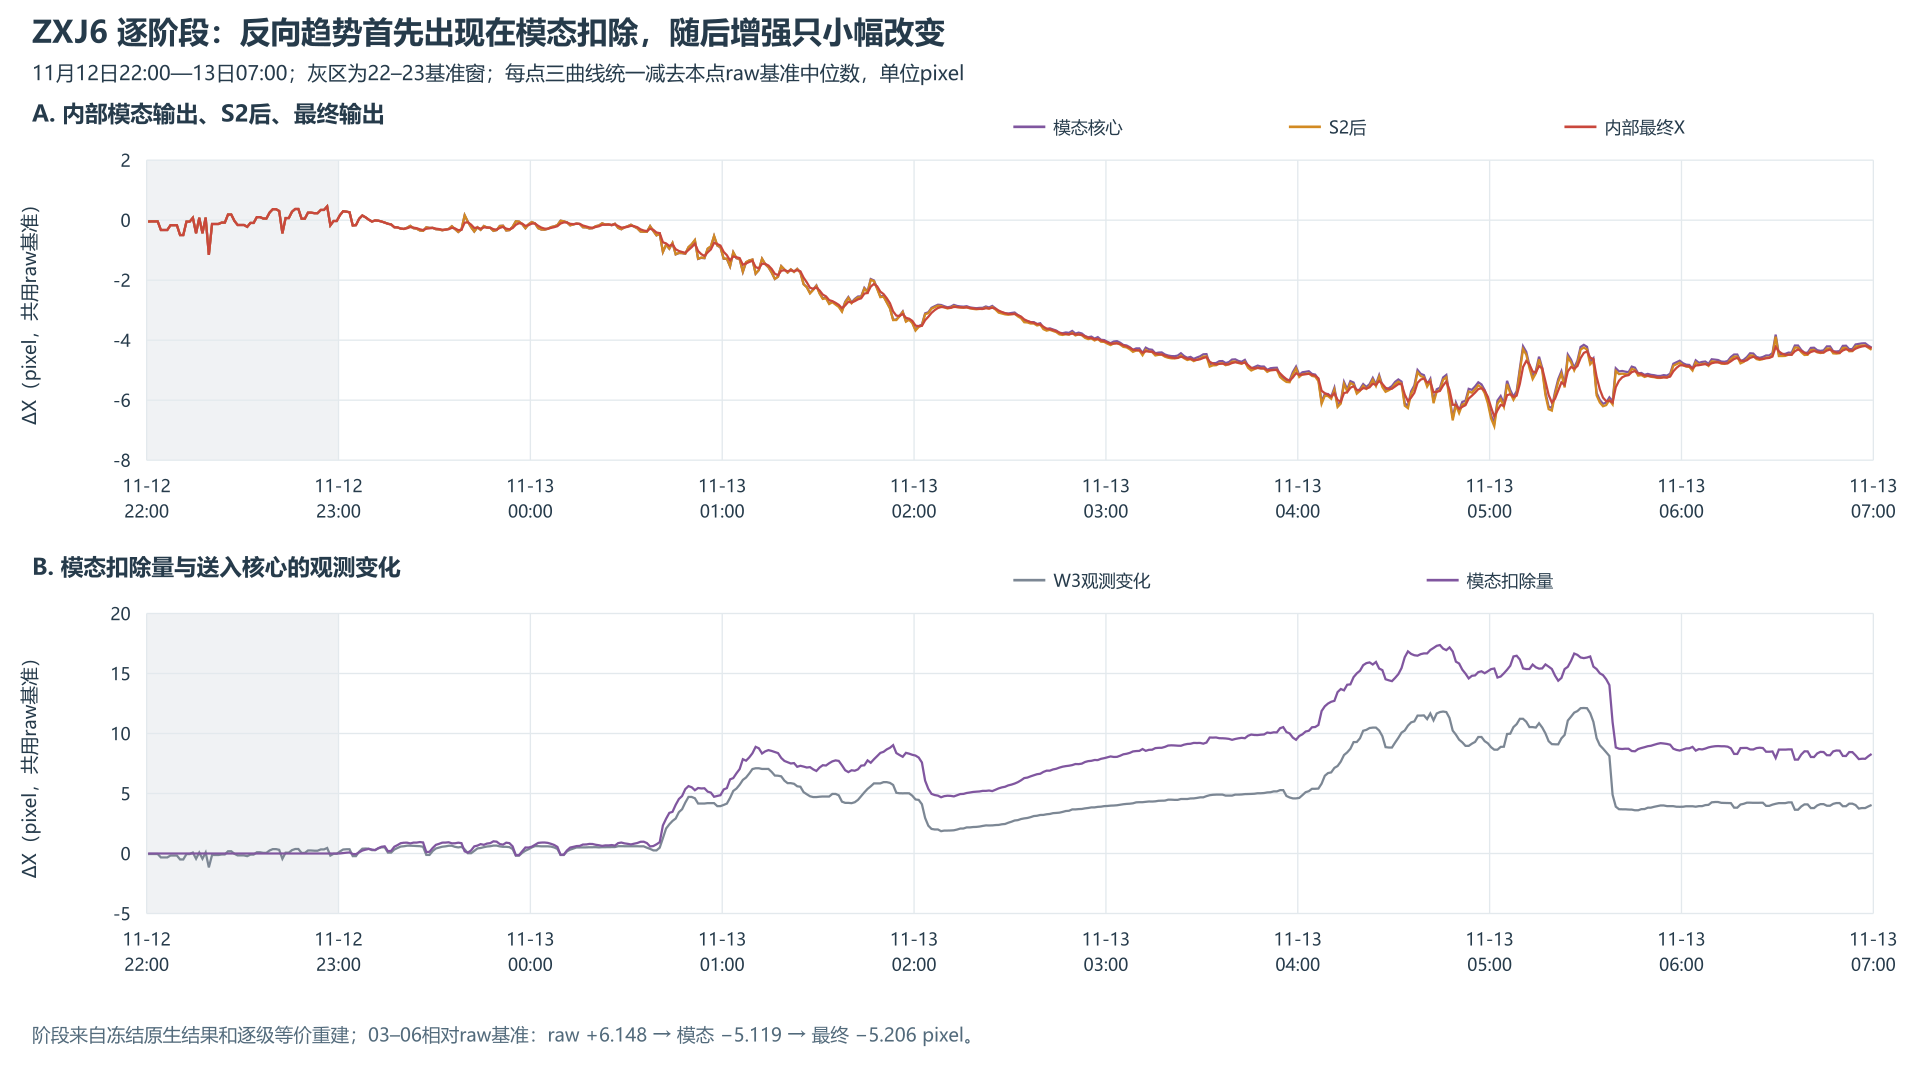 ZXJ6 逐阶段：反向趋势首先出现在模态扣除，随后增强只小幅改变
11月12日22:00—13日07:00；灰区为22–23基准窗；每点三曲线统一减去本点raw基准中位数，单位pixel
A. 内部模态输出、S2后、最终输出
模态核心
S2后
内部最终X
ΔX（pixel，共用raw基准）
2
0
-2
-4
-6
-8
11-12 11-12 11-13 11-13 11-13 11-13 11-13 11-13 11-13 11-13
22:00 23:00 00:00 01:00 02:00 03:00 04:00 05:00 06:00 07:00
B. 模态扣除量与送入核心的观测变化
W3观测变化
模态扣除量
ΔX（pixel，共用raw基准）
20
15
10
5
0
-5
11-12 11-12 11-13 11-13 11-13 11-13 11-13 11-13 11-13 11-13
22:00 23:00 00:00 01:00 02:00 03:00 04:00 05:00 06:00 07:00
阶段来自冻结原生结果和逐级等价重建；03–06相对raw基准：raw +6.148 → 模态 −5.119 → 最终 −5.206 pixel。